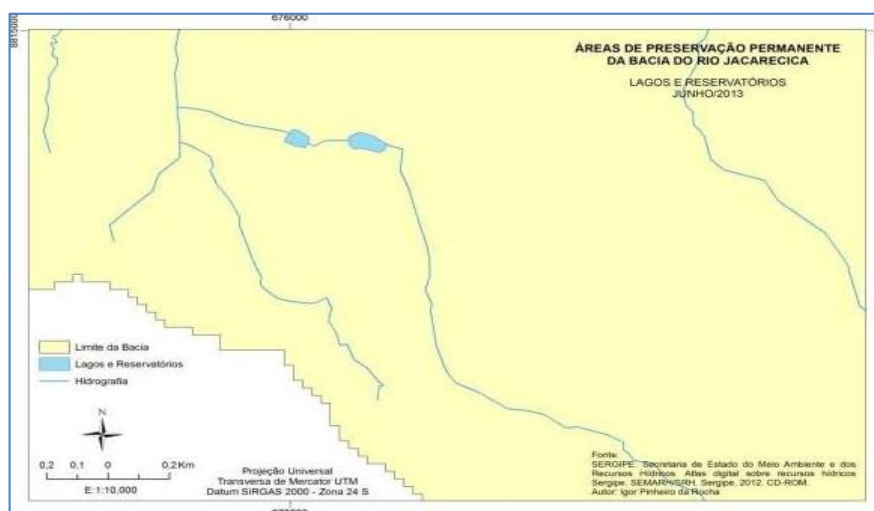 676000
8815000
ÁREAS DE PRESERVAÇÃO PERMANENTE
DA BACIA DO RIO JACARECICA
LAGOS E RESERVATÓRIOS
JUNHO/2013
Limite da Bacia
Lagos e Reservatórios
Hidrografia
N
0,2 0,1 0 0,2 Km
E:1:10.000
Projeção Universal
Transversa de Mercator UTM
Datum SIRGAS 2000 - Zona 24 S
Fonte:
SERGIPE. Secretaria de Estado do Meio Ambiente e dos
Recursos Hídricos. Atlas digital sobre recursos hídricos
Sergipe. SEMARH/SRH. Sergipe, 2012. CD-ROM.
Autor: Igor Pinheiro da Rocha